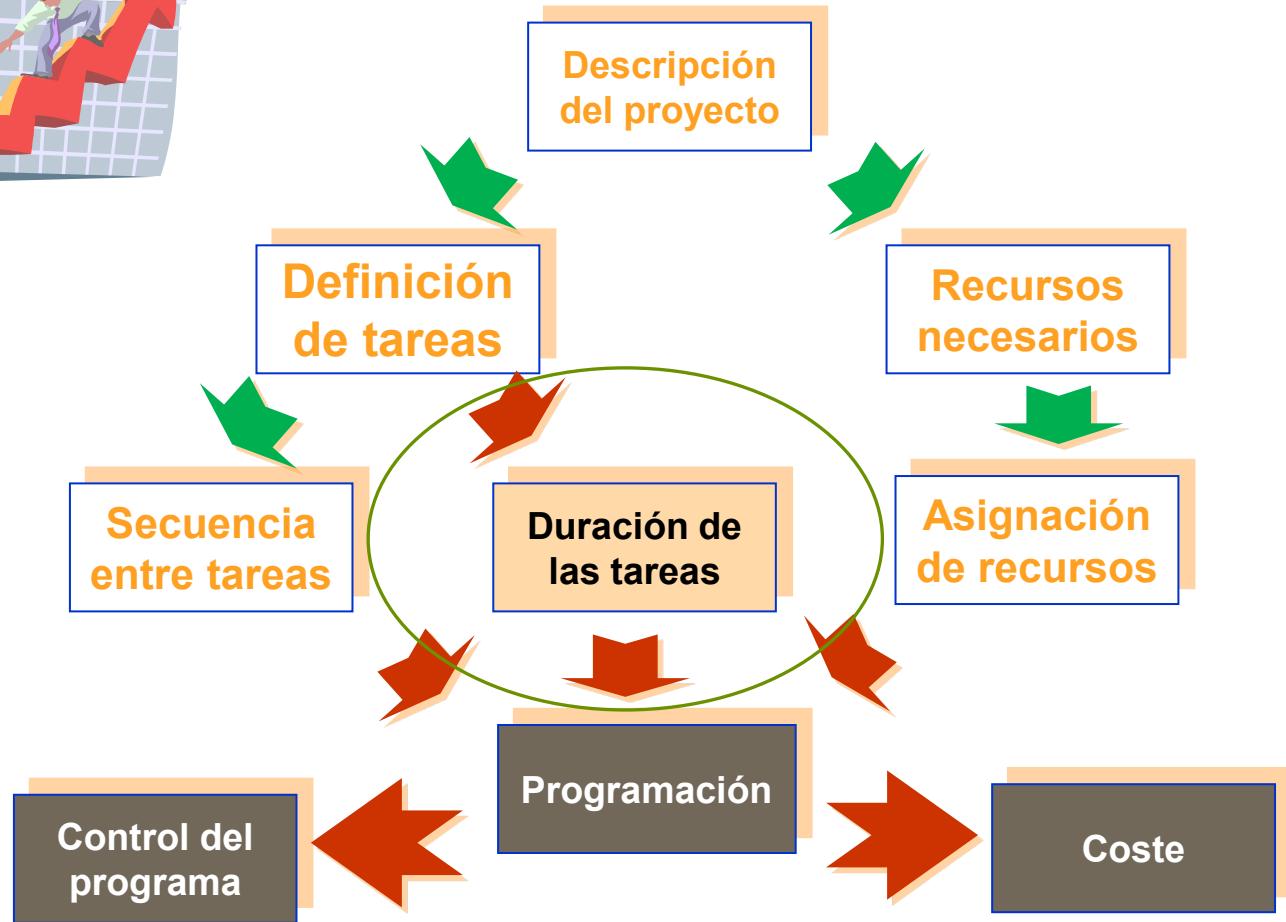 Descripción
del proyecto
Definición
de tareas
Recursos
necesarios
Secuencia
entre tareas
Duración de
las tareas
Asignación
de recursos
Programación
Control del
programa
Coste